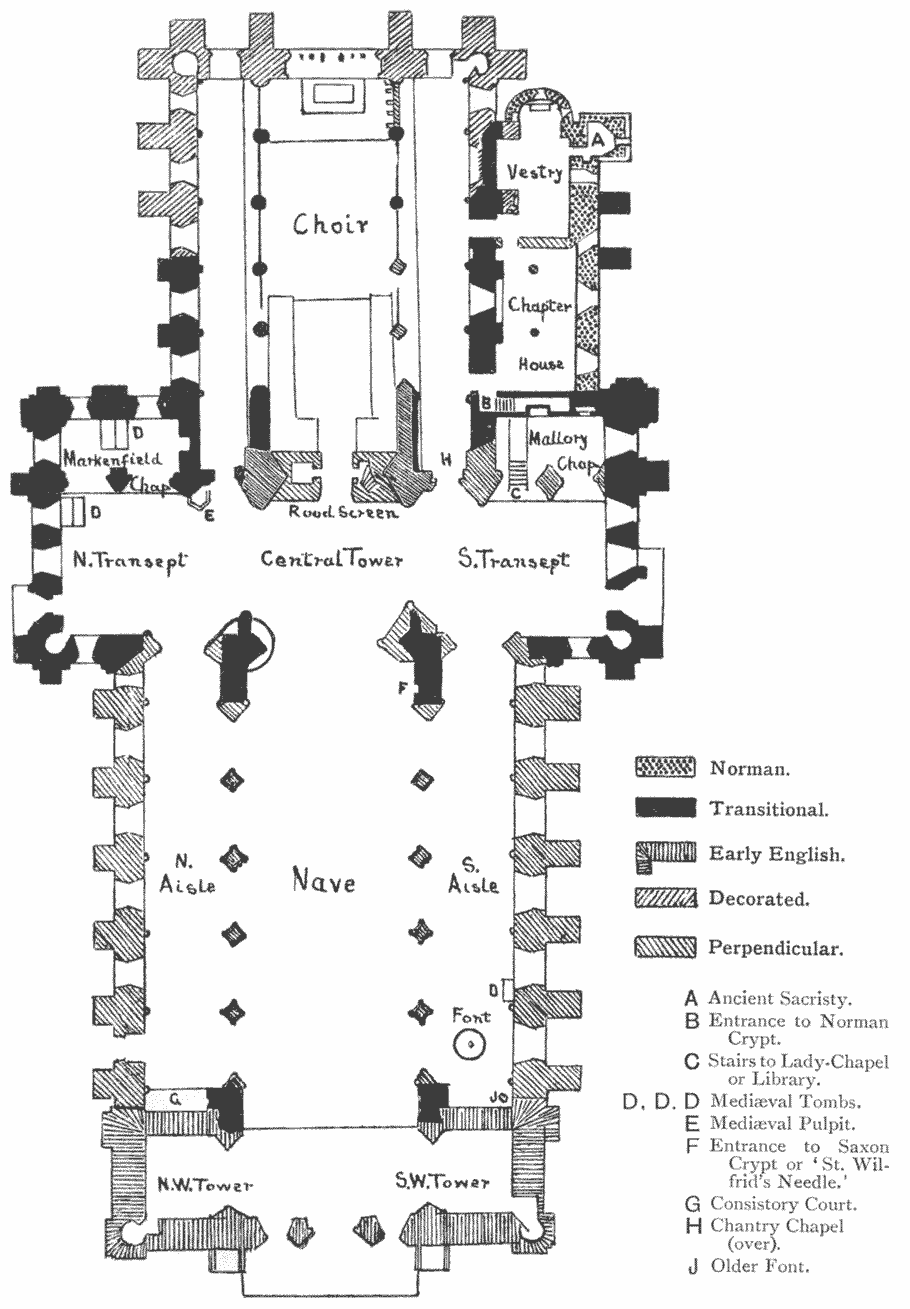 A
Vestry
Choir
Chapter
House
B
D
Mallory
Chap.
Markenfield
Chap.
H
C
D
E
Rood Screen
N. Transept
Central Tower
S. Transept
F
Norman.
Transitional.
N.
Aisle
Nave
S.
Aisle
Early English.
Decorated.
Perpendicular.
D
Font
A Ancient Sacristy.
B Entrance to Norman
Crypt.
C Stairs to Lady-Chapel
or Library.
G
J
D, D, D Mediæval Tombs.
E Mediæval Pulpit.
F Entrance to Saxon
Crypt or ‘St. Wil-
frid's Needle.’
N.W. Tower
S.W. Tower
G Consistory Court.
H Chantry Chapel
(over).
J Older Font.